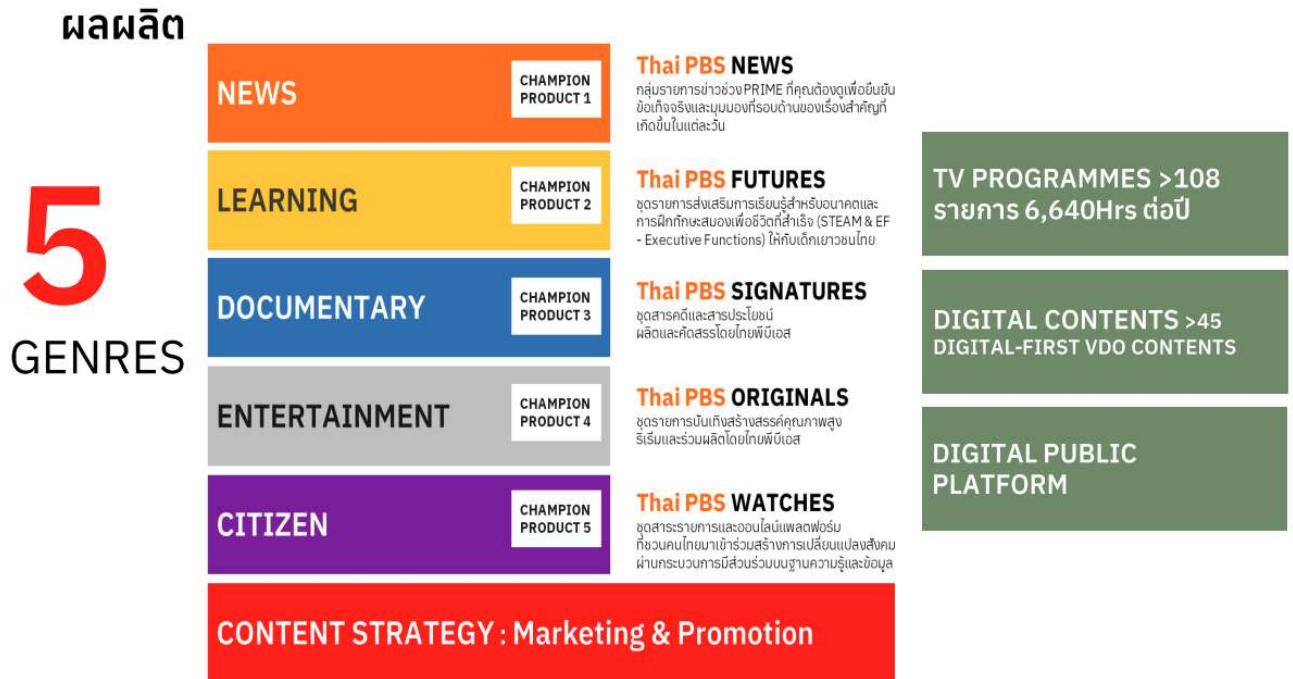 ผลผลิต
5
GENRES
NEWS
CHAMPION
PRODUCT 1
Thai PBS NEWS
กลุ่มรายการข่าวช่วง PRIME ที่คุณต้องดูเพื่อยืนยัน
ข้อเท็จจริงและมุมมองที่รอบด้านของเรื่องสำคัญที่
เกิดขึ้นในแต่ละวัน
LEARNING
CHAMPION
PRODUCT 2
Thai PBS FUTURES
ชุดรายการส่งเสริมการเรียนรู้สำหรับอนาคตและ
การฝึกทักษะสมองเพื่อชีวิตที่สำเร็จ (STEAM & EF
- Executive Functions) ให้กับเด็กเยาวชนไทย
DOCUMENTARY
CHAMPION
PRODUCT 3
Thai PBS SIGNATURES
ชุดสารคดีและสารประโยชน์
ผลิตและคัดสรรโดยไทยพีบีเอส
ENTERTAINMENT
CHAMPION
PRODUCT 4
Thai PBS ORIGINALS
ชุดรายการบันเทิงสร้างสรรค์คุณภาพสูง
ริเริ่มและร่วมผลิตโดยไทยพีบีเอส
CITIZEN
CHAMPION
PRODUCT 5
Thai PBS WATCHES
ชุดสาระรายการและออนไลน์แพลตฟอร์ม
ที่ชวนคนไทยมาเข้าร่วมสร้างการเปลี่ยนแปลงสังคม
ผ่านกระบวนการมีส่วนร่วมบนฐานความรู้และข้อมูล
CONTENT STRATEGY : Marketing & Promotion
TV PROGRAMMES >108
รายการ 6,640Hrs ต่อปี
DIGITAL CONTENTS >45
DIGITAL-FIRST VDO CONTENTS
DIGITAL PUBLIC
PLATFORM